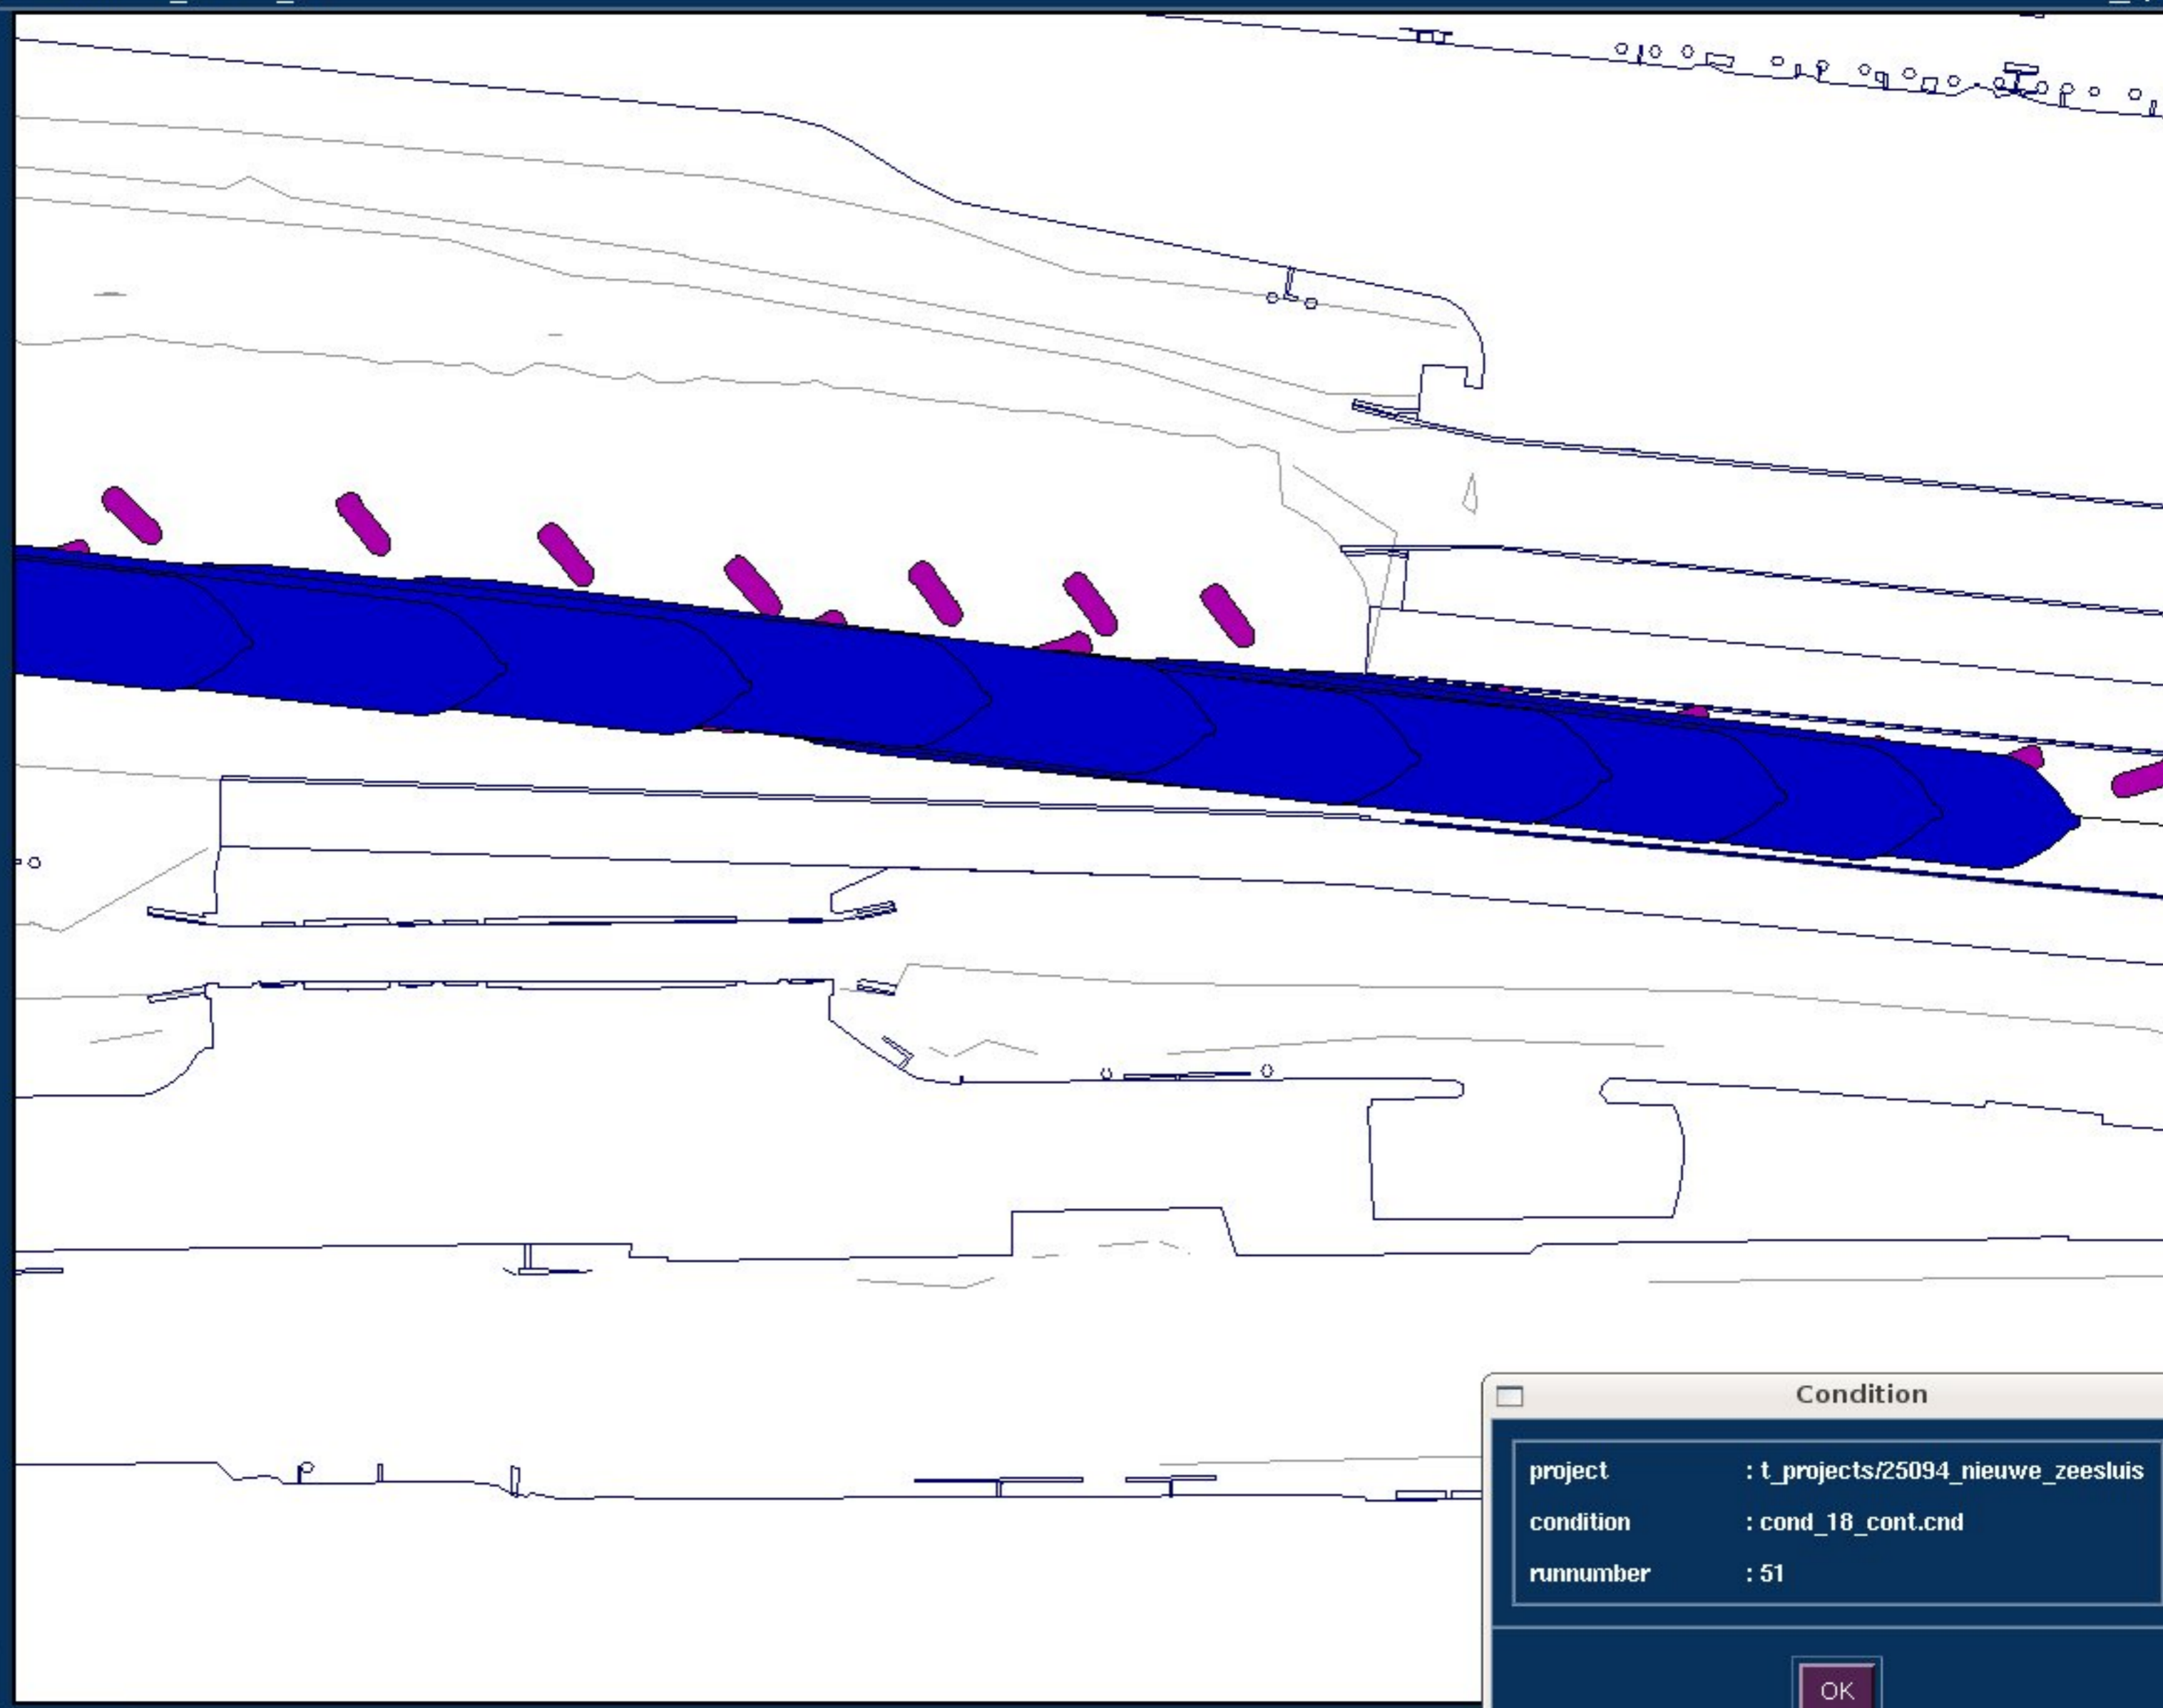 Condition
project : t_projects/25094_nieuwe_zeesluis
condition : cond_18_cont.cnd
runnumber : 51
OK